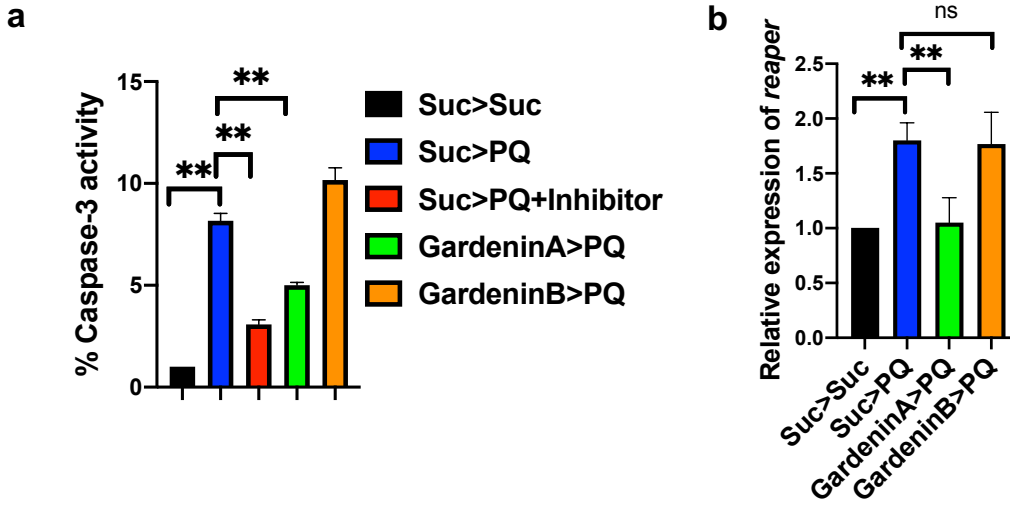 a
% Caspase-3 activity
15
10
5
0
**
**
**
Suc>Suc
Suc>PQ
Suc>PQ+Inhibitor
GardeninA>PQ
GardeninB>PQ
b
Relative expression of reaper
2.5
2.0
1.5
1.0
0.5
0.0
ns
**
**
Suc>Suc
Suc>PQ
GardeninA>PQ
GardeninB>PQ